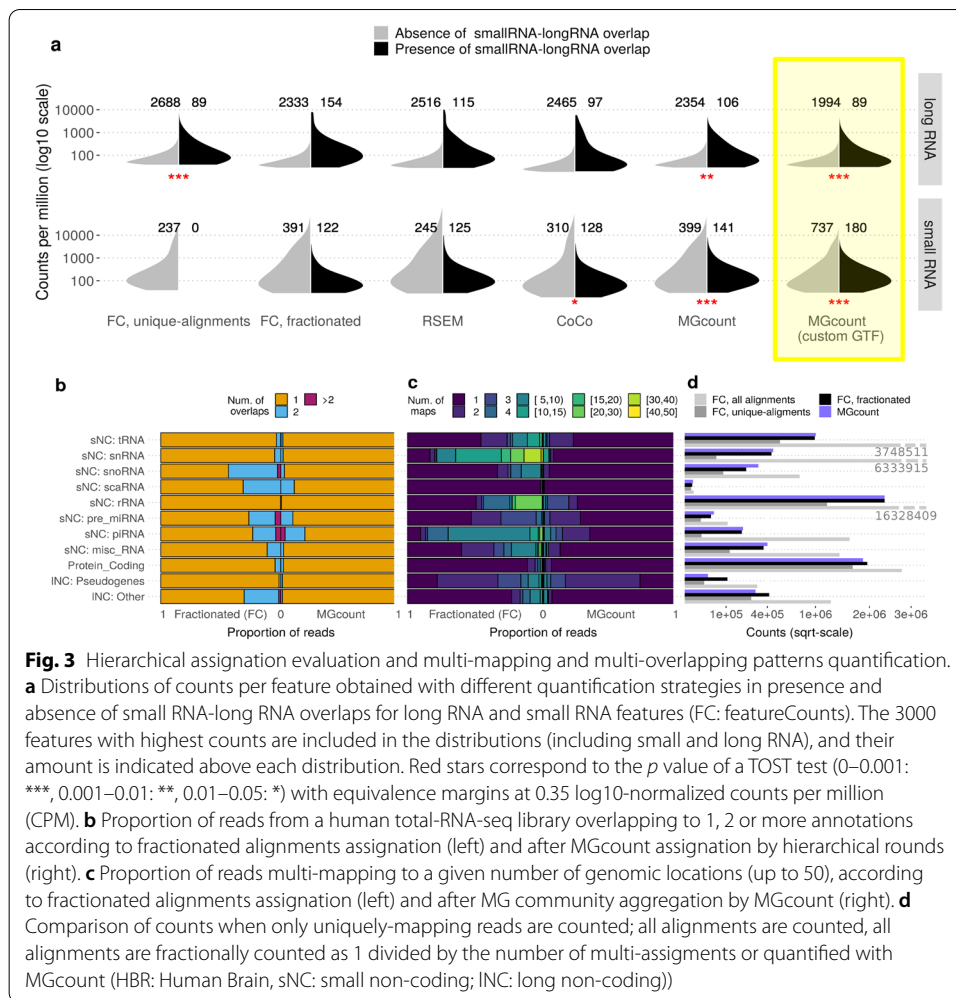 a
Absence of smallRNA-longRNA overlap
Presence of smallRNA-longRNA overlap
Counts per million (log10 scale)
2688 89 2333 154 2516 115 2465 97 2354 106 1994 89
10000
1000
100
*** ** ***
long RNA
237 0 391 122 245 125 310 128 399 141 737 180
10000
1000
100
* *** ***
small RNA
FC, unique-alignments FC, fractionated RSEM CoCo MGcount MGcount
(custom GTF)
b
Num. of
overlaps
1 >2
2
c
Num. of
maps
1 3 [ 5,10) [15,20) [30,40)
2 4 [10,15) [20,30) [40,50)
d
FC, all alignments FC, fractionated
FC, unique-aligments MGcount
sNC: tRNA
sNC: snRNA
sNC: snoRNA
sNC: scaRNA
sNC: rRNA
sNC: pre_miRNA
sNC: piRNA
sNC: misc_RNA
Protein_Coding
lNC: Pseudogenes
lNC: Other
3748511
6333915
16328409
1 Fractionated (FC) 0 MGcount 1
Proportion of reads
1 Fractionated (FC) 0 MGcount 1
Proportion of reads
1e+05 4e+05 1e+06 2e+06 3e+06
Counts (sqrt-scale)
Fig. 3 Hierarchical assignation evaluation and multi-mapping and multi-overlapping patterns quantification.
a Distributions of counts per feature obtained with different quantification strategies in presence and
absence of small RNA-long RNA overlaps for long RNA and small RNA features (FC: featureCounts). The 3000
features with highest counts are included in the distributions (including small and long RNA), and their
amount is indicated above each distribution. Red stars correspond to the p value of a TOST test (0–0.001:
***, 0.001–0.01: **, 0.01–0.05: *) with equivalence margins at 0.35 log10-normalized counts per million
(CPM). b Proportion of reads from a human total-RNA-seq library overlapping to 1, 2 or more annotations
according to fractionated alignments assignation (left) and after MGcount assignation by hierarchical rounds
(right). c Proportion of reads multi-mapping to a given number of genomic locations (up to 50), according
to fractionated alignments assignation (left) and after MG community aggregation by MGcount (right). d
Comparison of counts when only uniquely-mapping reads are counted; all alignments are counted, all
alignments are fractionally counted as 1 divided by the number of multi-assigments or quantified with
MGcount (HBR: Human Brain, sNC: small non-coding; lNC: long non-coding))